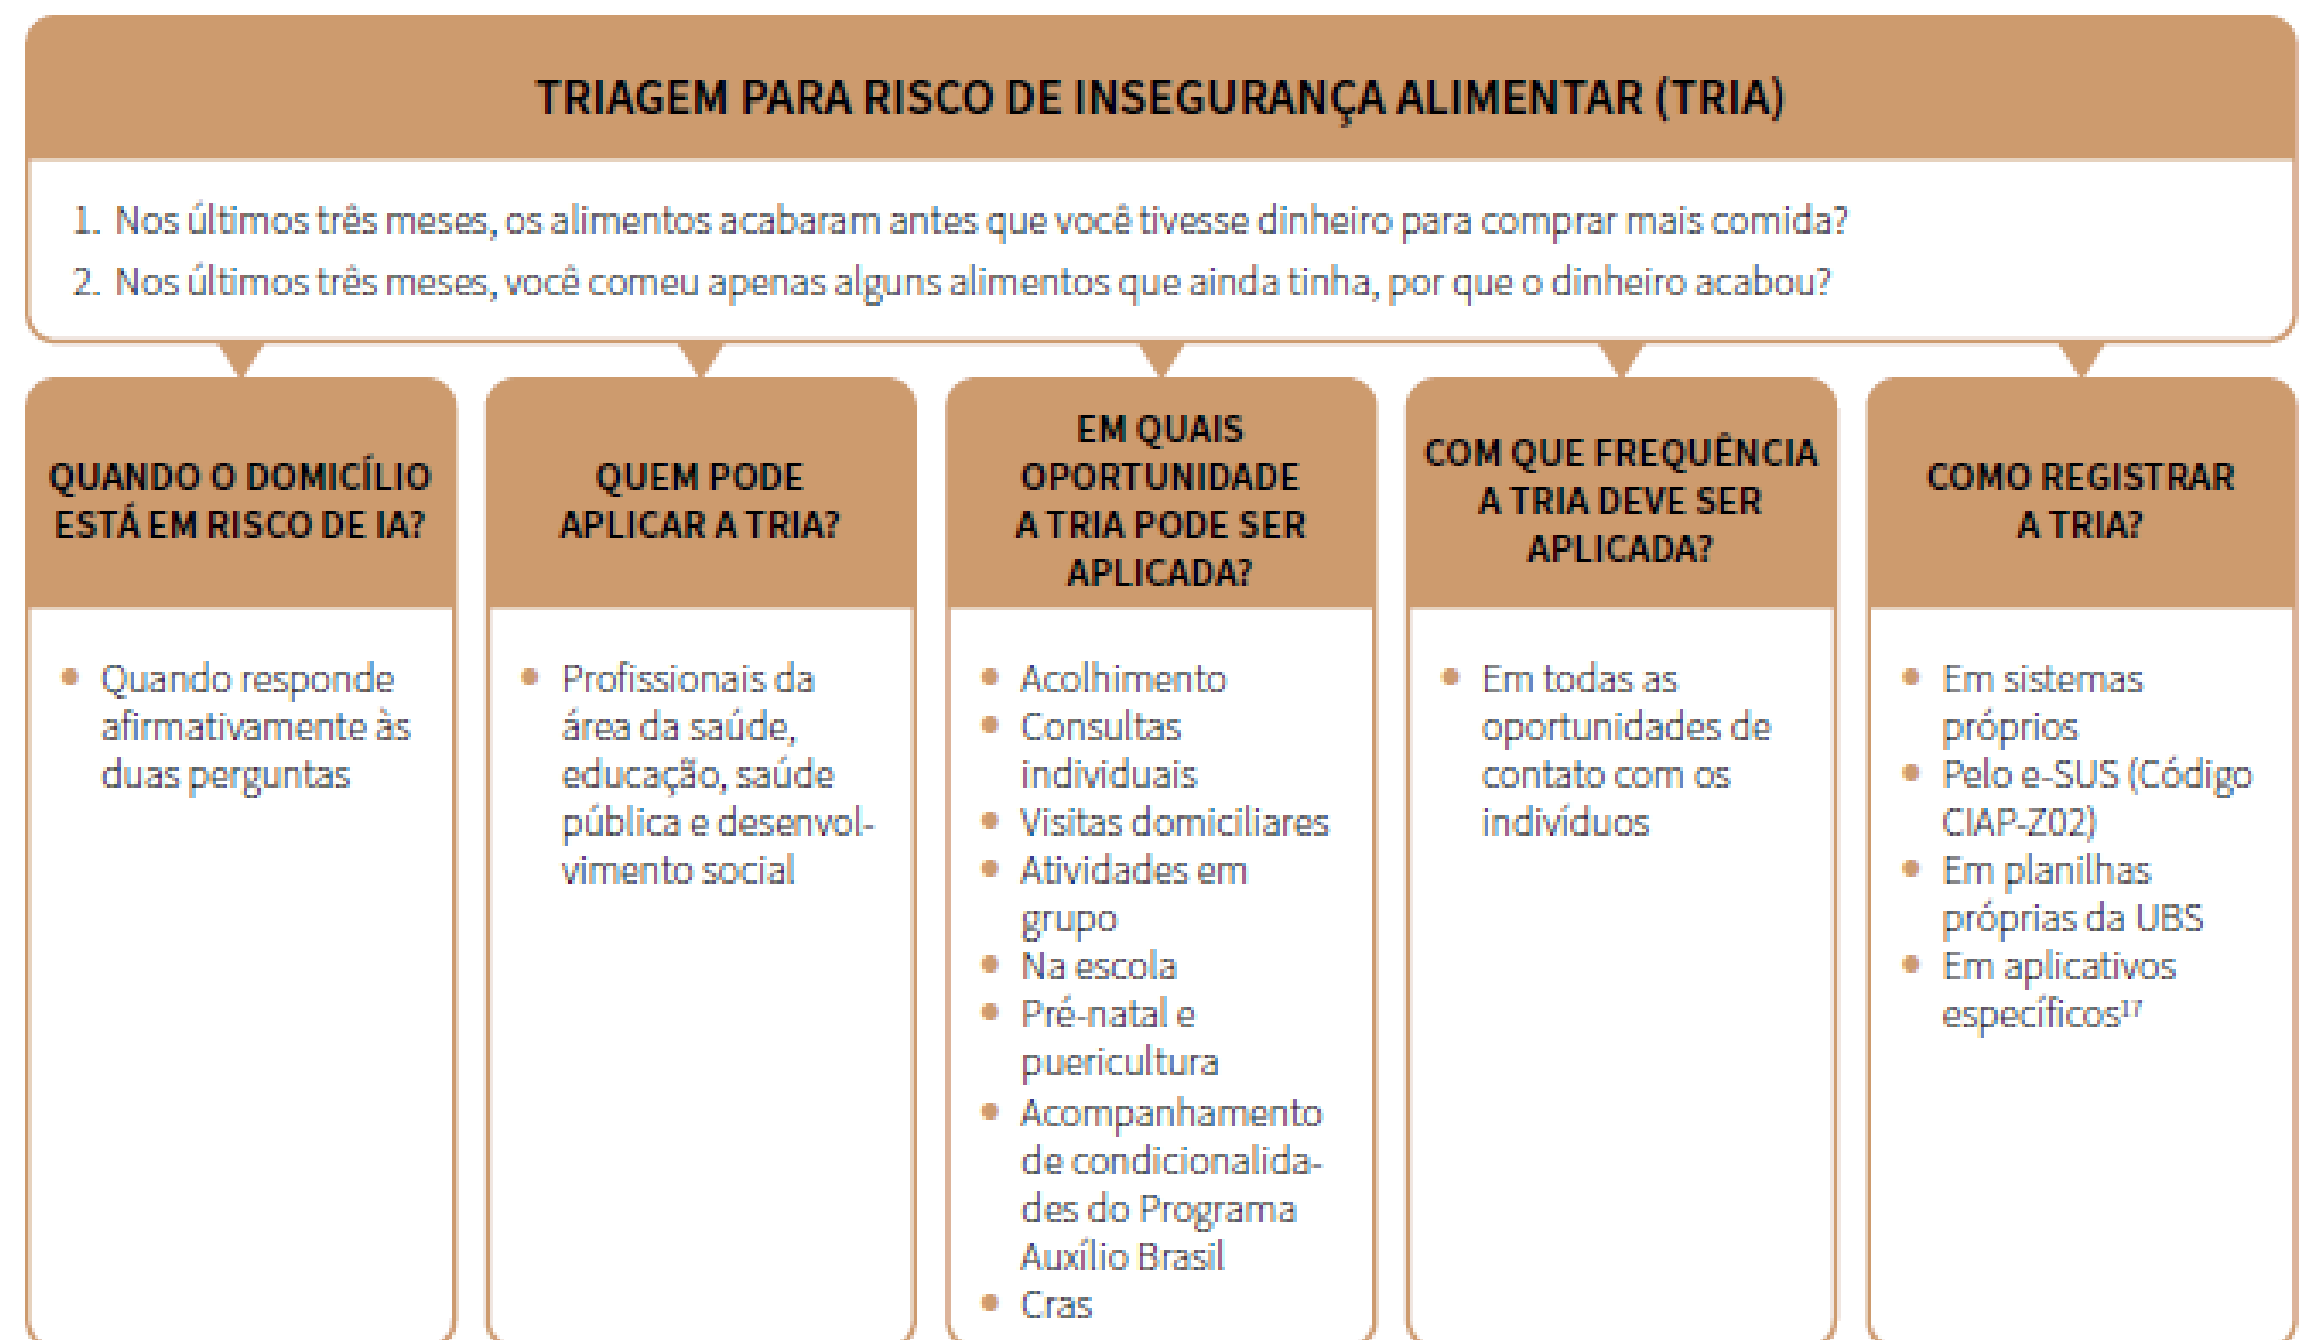 TRIAGEM PARA RISCO DE INSEGURANÇA ALIMENTAR (TRIA)
1. Nos últimos três meses, os alimentos acabaram antes que você tivesse dinheiro para comprar mais comida?
2. Nos últimos três meses, você comeu apenas alguns alimentos que ainda tinha, por que o dinheiro acabou?
QUANDO O DOMICÍLIO
ESTÁ EM RISCO DE IA?
• Quando responde
afirmativamente às
duas perguntas
QUEM PODE
APLICAR A TRIA?
• Profissionais da
área da saúde,
educação, saúde
pública e desenvol-
vimento social
EM QUAIS
OPORTUNIDADE
A TRIA PODE SER
APLICADA?
• Acolhimento
• Consultas
individuais
• Visitas domiciliares
• Atividades em
grupo
• Na escola
• Pré-natal e
puericultura
• Acompanhamento
de condicionalida-
des do Programa
Auxílio Brasil
• Cras
COM QUE FREQUÊNCIA
A TRIA DEVE SER
APLICADA?
• Em todas as
oportunidades de
contato com os
indivíduos
COMO REGISTRAR
A TRIA?
• Em sistemas
próprios
• Pelo e-SUS (Código
CIAP-Z02)
• Em planilhas
próprias da UBS
• Em aplicativos
específicos¹⁷